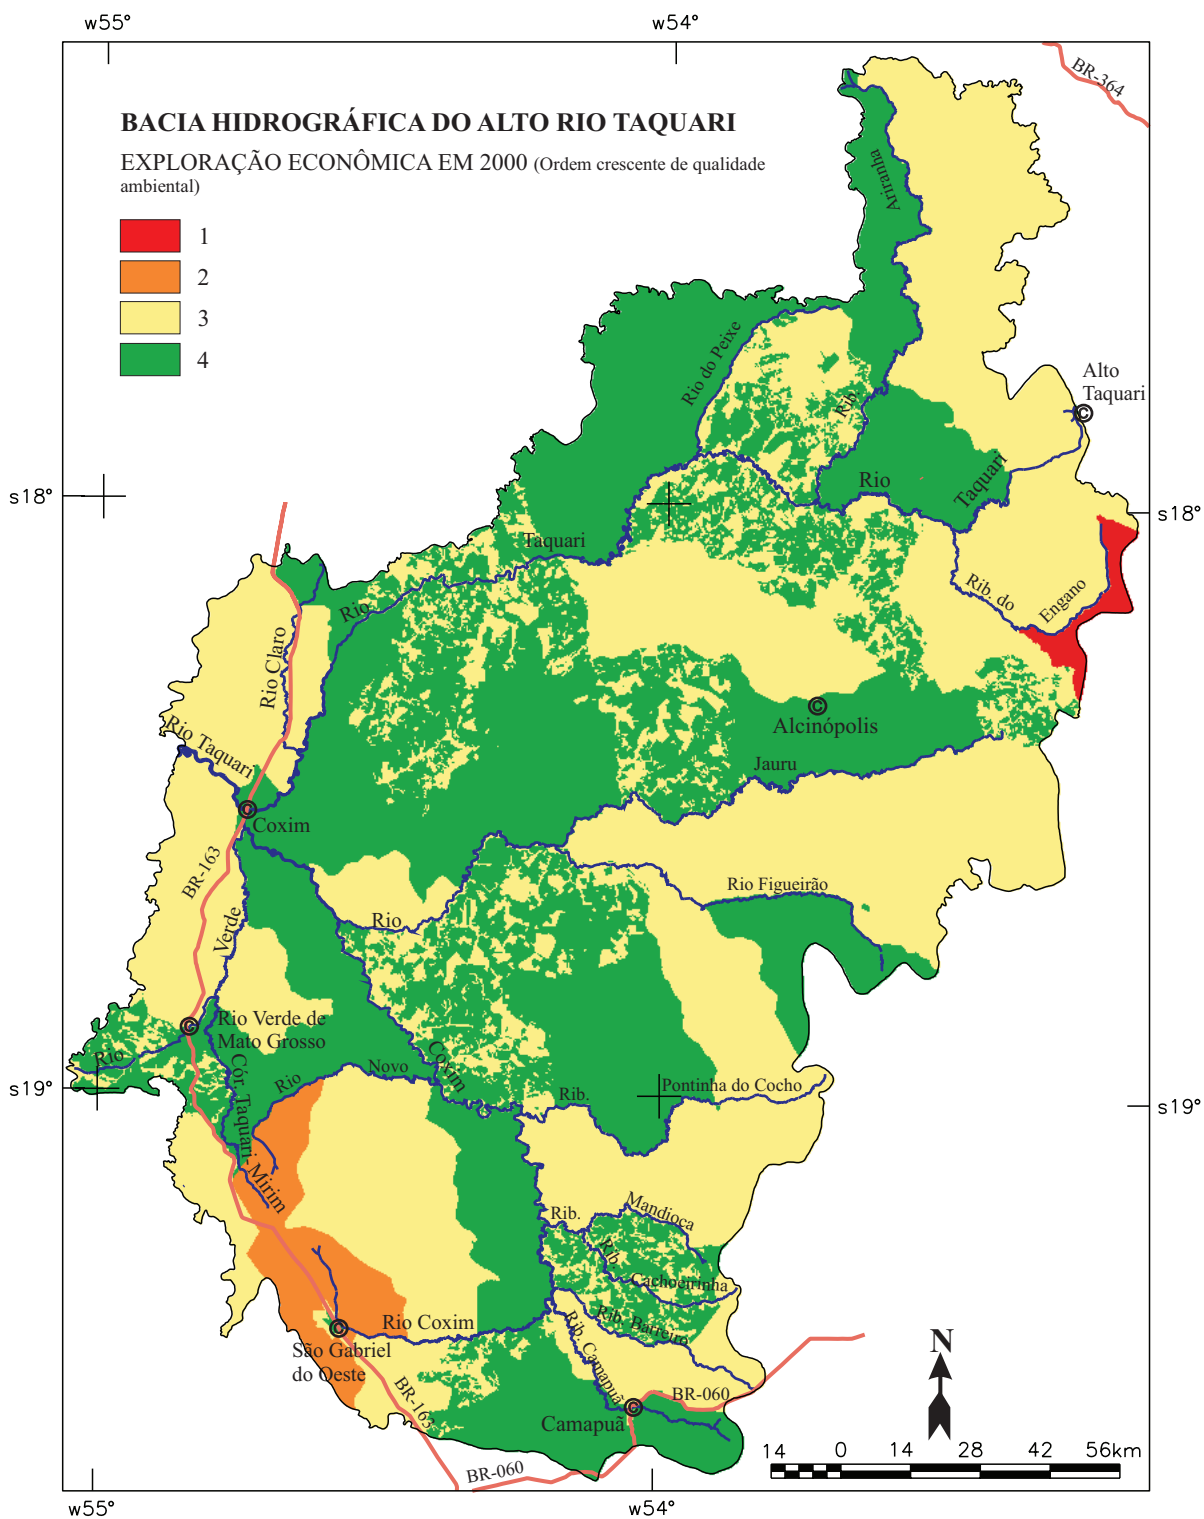 w55°
w54°
BR-364
BACIA HIDROGRÁFICA DO ALTO RIO TAQUARI
EXPLORAÇÃO ECONÔMICA EM 2000 (Ordem crescente de qualidade
ambiental)
1
2
3
4
Ariranha
Rio do Peixe
Rib.
Alto
Taquari
s18°
Rio
Taquari
s18°
Taquari
Rio
Rib. do
Engano
Rio Claro
Rio Taquari
Alcinópolis
Jauru
Coxim
BR-163
Rio Figueirão
Rio
Verde
Rio Verde de
Mato Grosso
Rio
Coxim
Novo
Rio
Cór. Taquari-Mirim
Rib.
Pontinha do Cocho
s19°
s19°
Rib.
Mandioca
Rib.
Cachoeirinha
Rio Coxim
Rib. Barreiro
Rib. Camapuã
São Gabriel
do Oeste
BR-163
BR-060
Camapuã
BR-060
N
14 0 14 28 42 56km
w55°
w54°